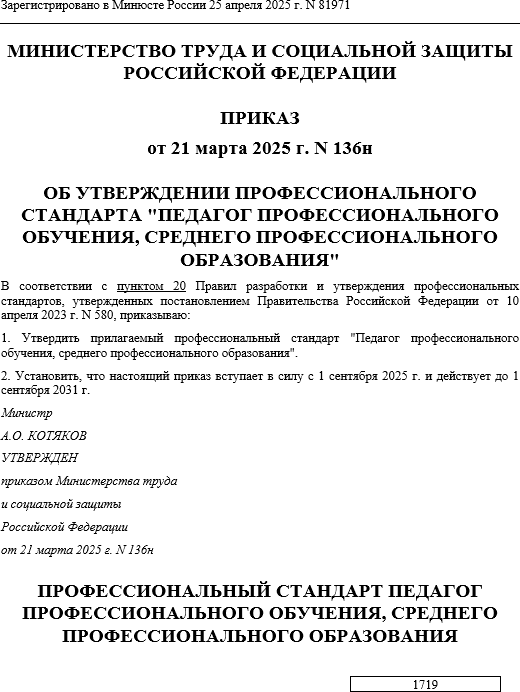 Зарегистрировано в Минюсте России 25 апреля 2025 г. N 81971
МИНИСТЕРСТВО ТРУДА И СОЦИАЛЬНОЙ ЗАЩИТЫ
РОССИЙСКОЙ ФЕДЕРАЦИИ
ПРИКАЗ
от 21 марта 2025 г. N 136н
ОБ УТВЕРЖДЕНИИ ПРОФЕССИОНАЛЬНОГО
СТАНДАРТА "ПЕДАГОГ ПРОФЕССИОНАЛЬНОГО
ОБУЧЕНИЯ, СРЕДНЕГО ПРОФЕССИОНАЛЬНОГО
ОБРАЗОВАНИЯ"
В соответствии с пунктом 20 Правил разработки и утверждения профессиональных
стандартов, утвержденных постановлением Правительства Российской Федерации от 10
апреля 2023 г. N 580, приказываю:
1. Утвердить прилагаемый профессиональный стандарт "Педагог профессионального
обучения, среднего профессионального образования".
2. Установить, что настоящий приказ вступает в силу с 1 сентября 2025 г. и действует до 1
сентября 2031 г.
Министр
А.О. КОТЯКОВ
УТВЕРЖДЕН
приказом Министерства труда
и социальной защиты
Российской Федерации
от 21 марта 2025 г. N 136н
ПРОФЕССИОНАЛЬНЫЙ СТАНДАРТ ПЕДАГОГ
ПРОФЕССИОНАЛЬНОГО ОБУЧЕНИЯ, СРЕДНЕГО
ПРОФЕССИОНАЛЬНОГО ОБРАЗОВАНИЯ
1719